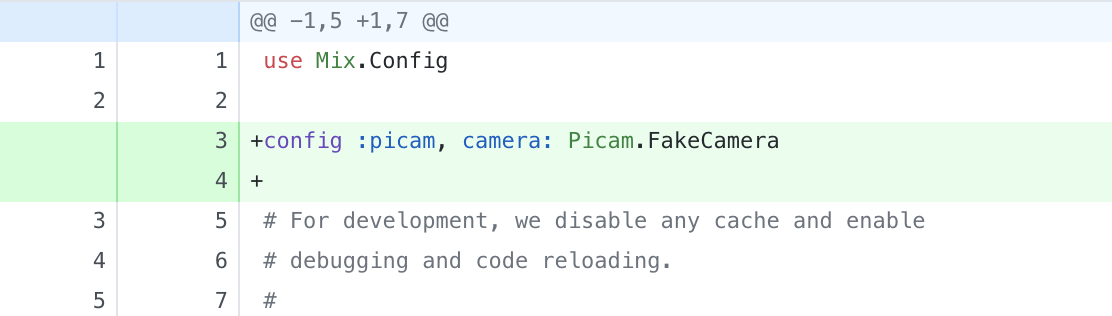 @@ −1,5 +1,7 @@
1 1 use Mix.Config
2 2
3 +config :picam, camera: Picam.FakeCamera
4 +
3 5 # For development, we disable any cache and enable
4 6 # debugging and code reloading.
5 7 #